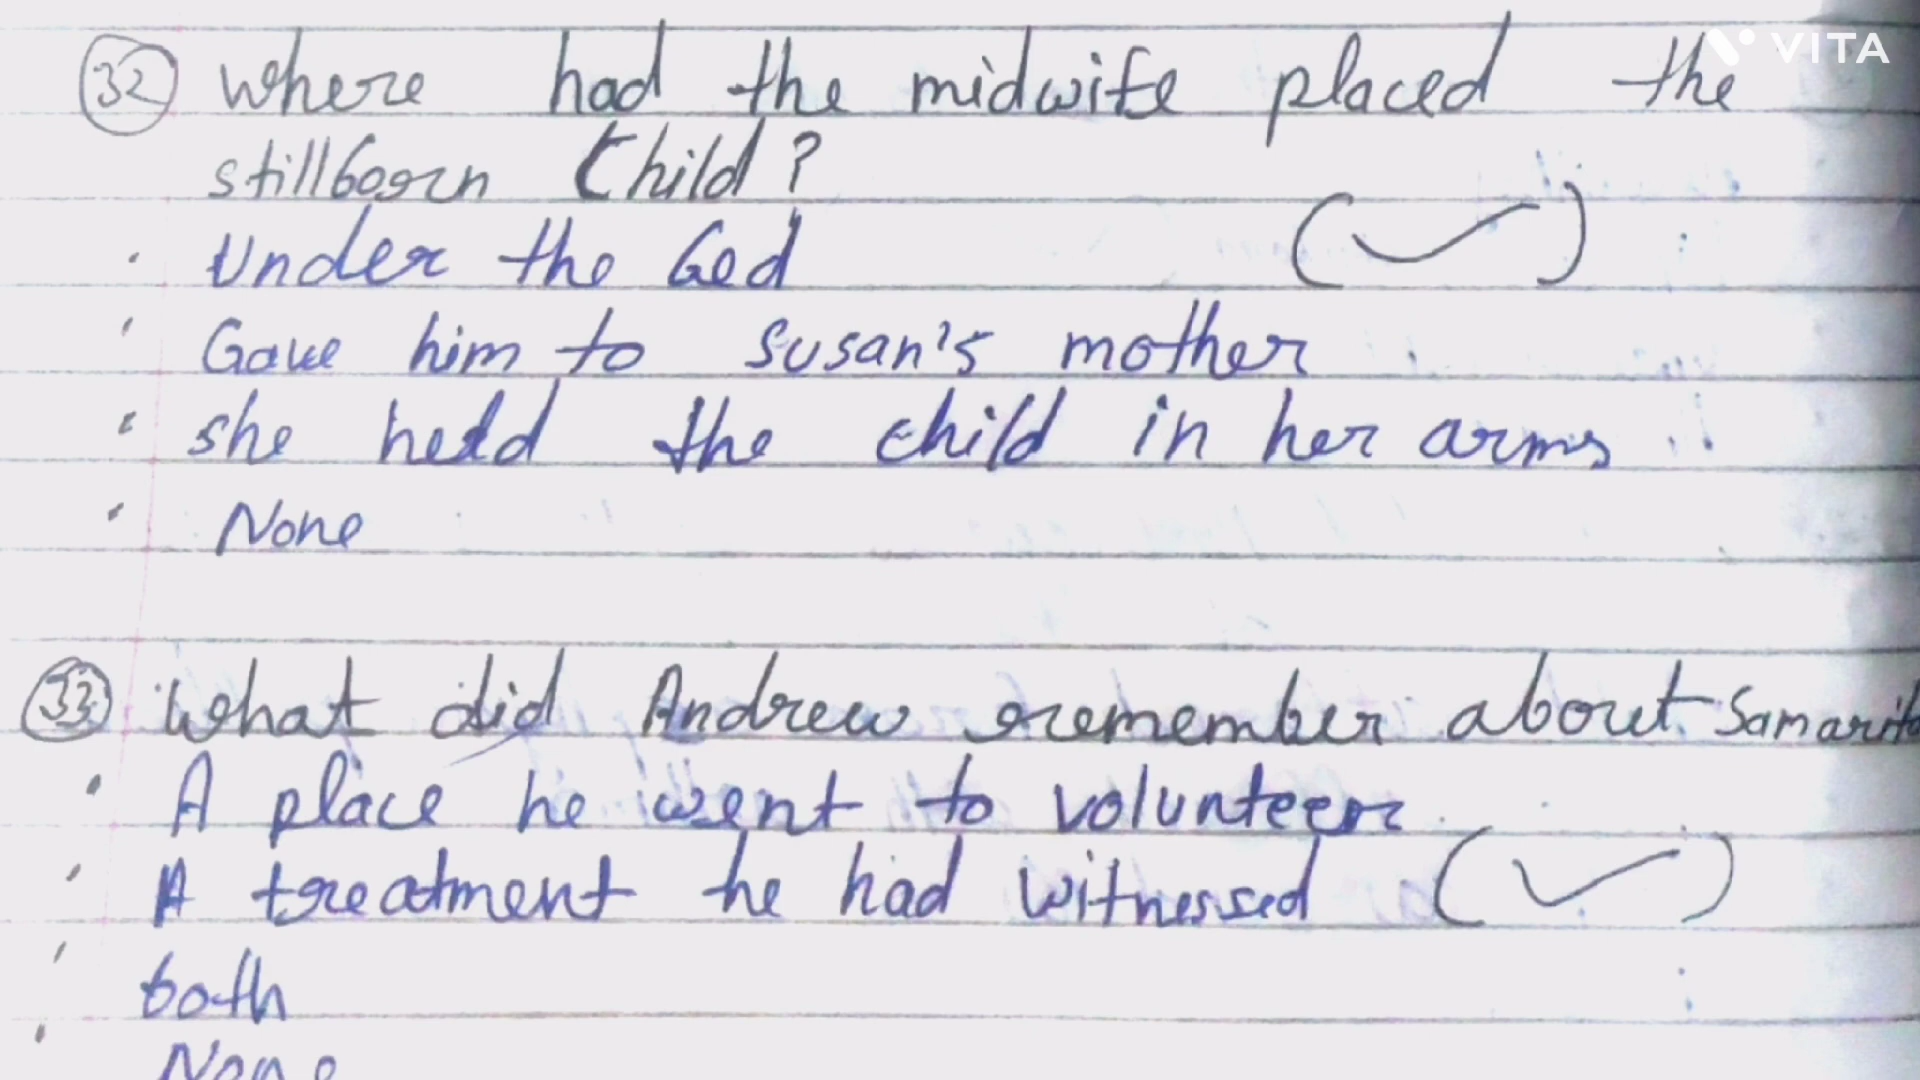 VITA
32 Where had the midwife placed the
stillborn Child?
Under the bed (✓)
Gave him to Susan's mother
she held the child in her arms
None
33 What did Andrew remember about
A place he went to volunteer
A treatment he had witnessed (✓)
both
None